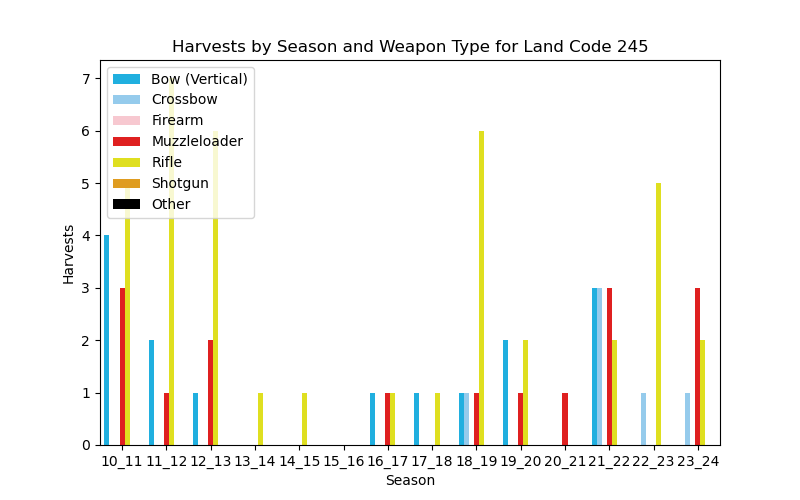 Harvests by Season and Weapon Type for Land Code 245
7
6
5
4
3
2
1
0
Harvests
Bow (Vertical)
Crossbow
Firearm
Muzzleloader
Rifle
Shotgun
Other
10_11 11_12 12_13 13_14 14_15 15_16 16_17 17_18 18_19 19_20 20_21 21_22 22_23 23_24
Season